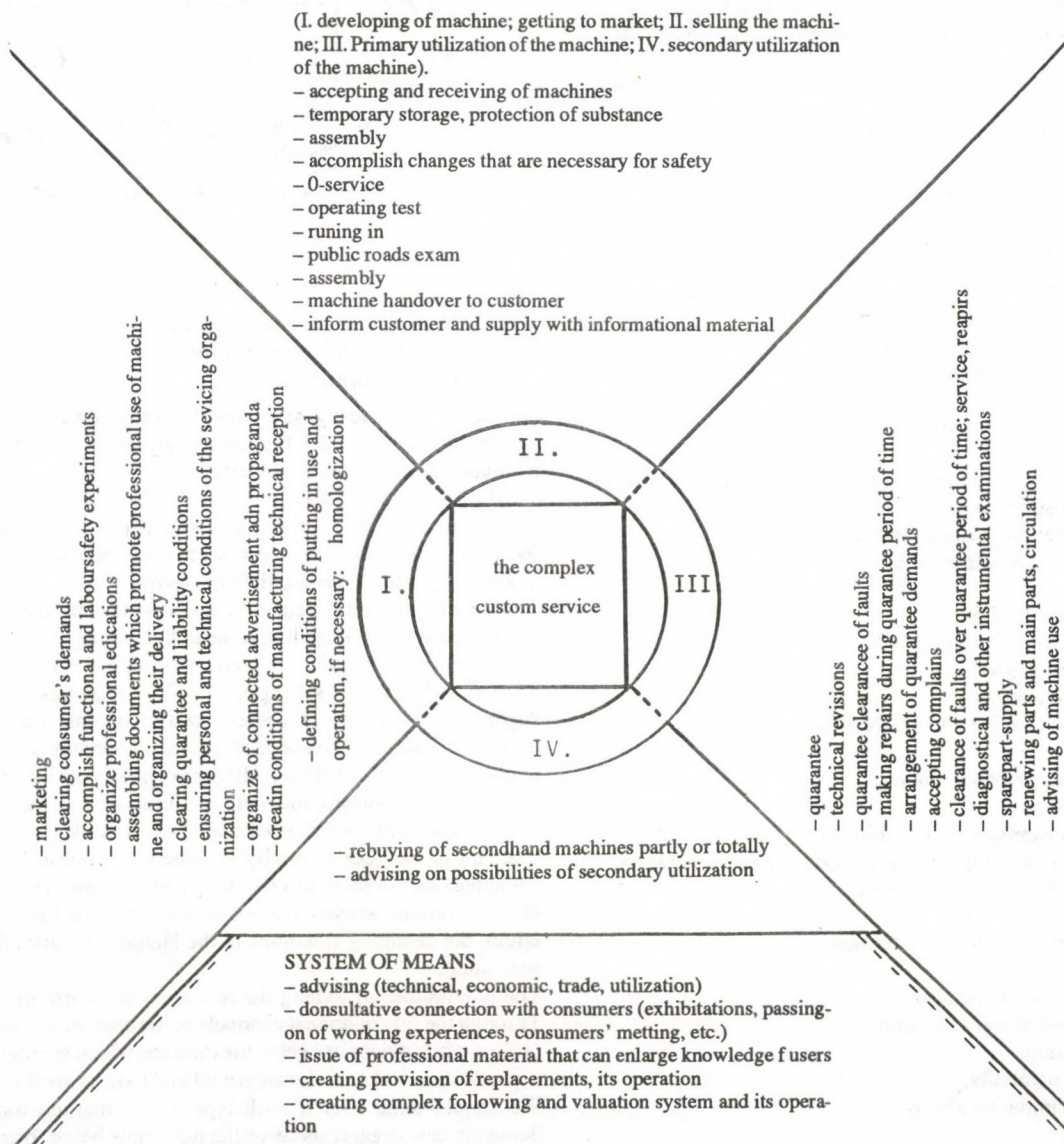 (I. developing of machine; getting to market; II. selling the machi-
ne; III. Primary utilization of the machine; IV. secondary utilization
of the machine).
– accepting and receiving of machines
– temporary storage, protection of substance
– assembly
– accomplish changes that are necessary for safety
– 0-service
– operating test
– runing in
– public roads exam
– assembly
– machine handover to customer
– inform customer and supply with informational material
– marketing
– clearing consumer's demands
– accomplish functional and laboursafety experiments
– organize professional edications
– assembling documents which promote professional use of machi-
ne and organizing their delivery
– clearing quarantee and liability conditions
– ensuring personal and technical conditions of the sevicing orga-
nization
– organize of connected advertisement adn propaganda
creatin conditions of manufacturing technical reception
– defining conditions of putting in use and
operation, if necessary: homologization
II.
I.
the complex
custom service
III
IV.
– quarantee
– technical revisions
– quarantee clearancee of faults
– making repairs during quarantee period of time
– arrangement of quarantee demands
– accepting complains
– clearance of faults over quarantee period of time; service, reapirs
– diagnostical and other instrumental examinations
– sparepart-supply
– renewing parts and main parts, circulation
– advising of machine use
– rebuying of secondhand machines partly or totally
– advising on possibilities of secondary utilization
SYSTEM OF MEANS
– advising (technical, economic, trade, utilization)
– donsulative connection with consumers (exhibitions, passing-
on working experiences, consumers' metting, etc.)
– issue of professional material that can enlarge knowledge f users
– creating provision of replacements, its operation
– creating complex following and valuation system and its opera-
tion